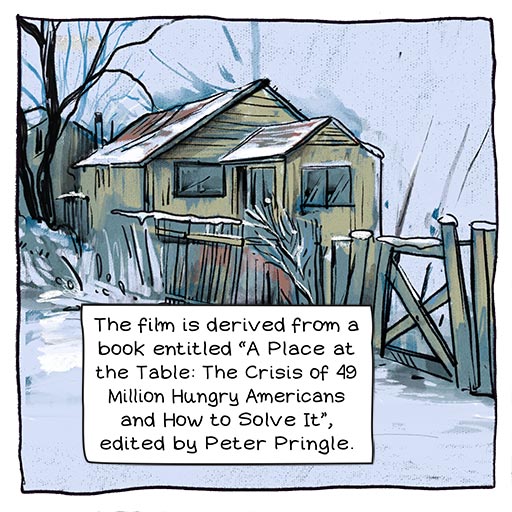 The film is derived from a
book entitled “A Place at
the Table: The Crisis of 49
Million Hungry Americans
and How to Solve It”,
edited by Peter Pringle.